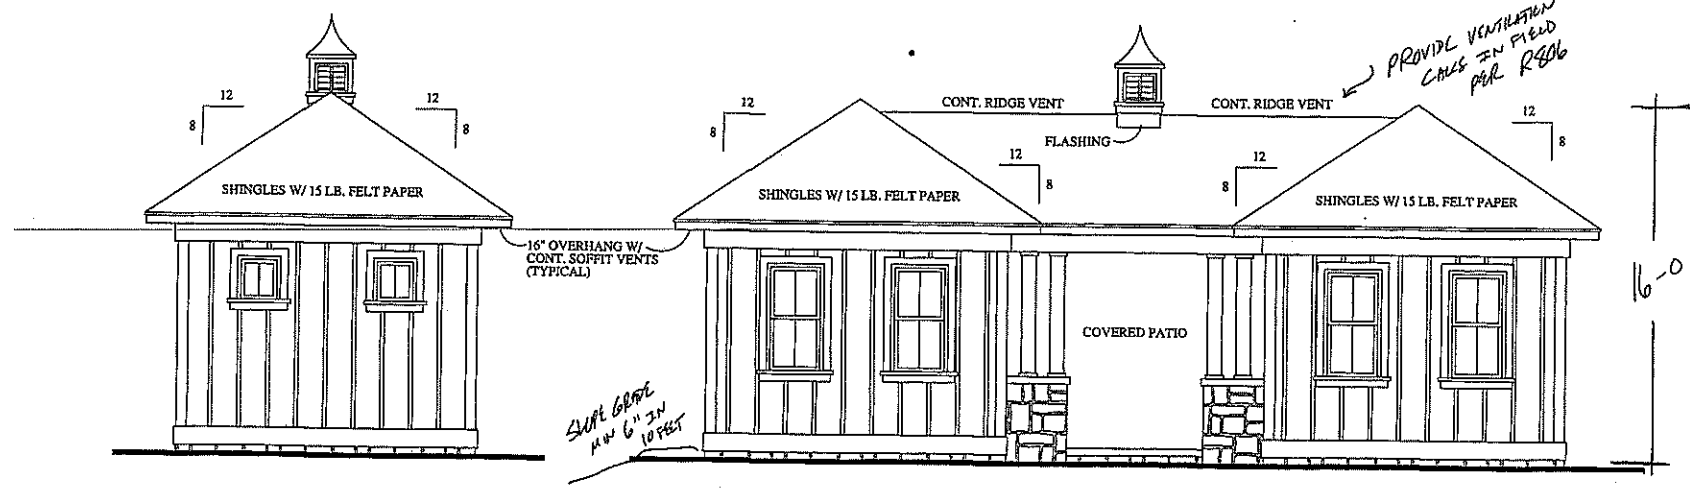 12
8
12
8
SHINGLES W/ 15 LB. FELT PAPER
16" OVERHANG W/
CONT. SOFFIT VENTS
(TYPICAL)
12
8
CONT. RIDGE VENT
CONT. RIDGE VENT
FLASHING
12
8
12
8
12
8
PROVIDE VENTILATION
CALCS IN FIELD
PER R806
SHINGLES W/ 15 LB. FELT PAPER
SHINGLES W/ 15 LB. FELT PAPER
COVERED PATIO
16-0
SLOPE GRADE
MIN 6" IN
10 FEET